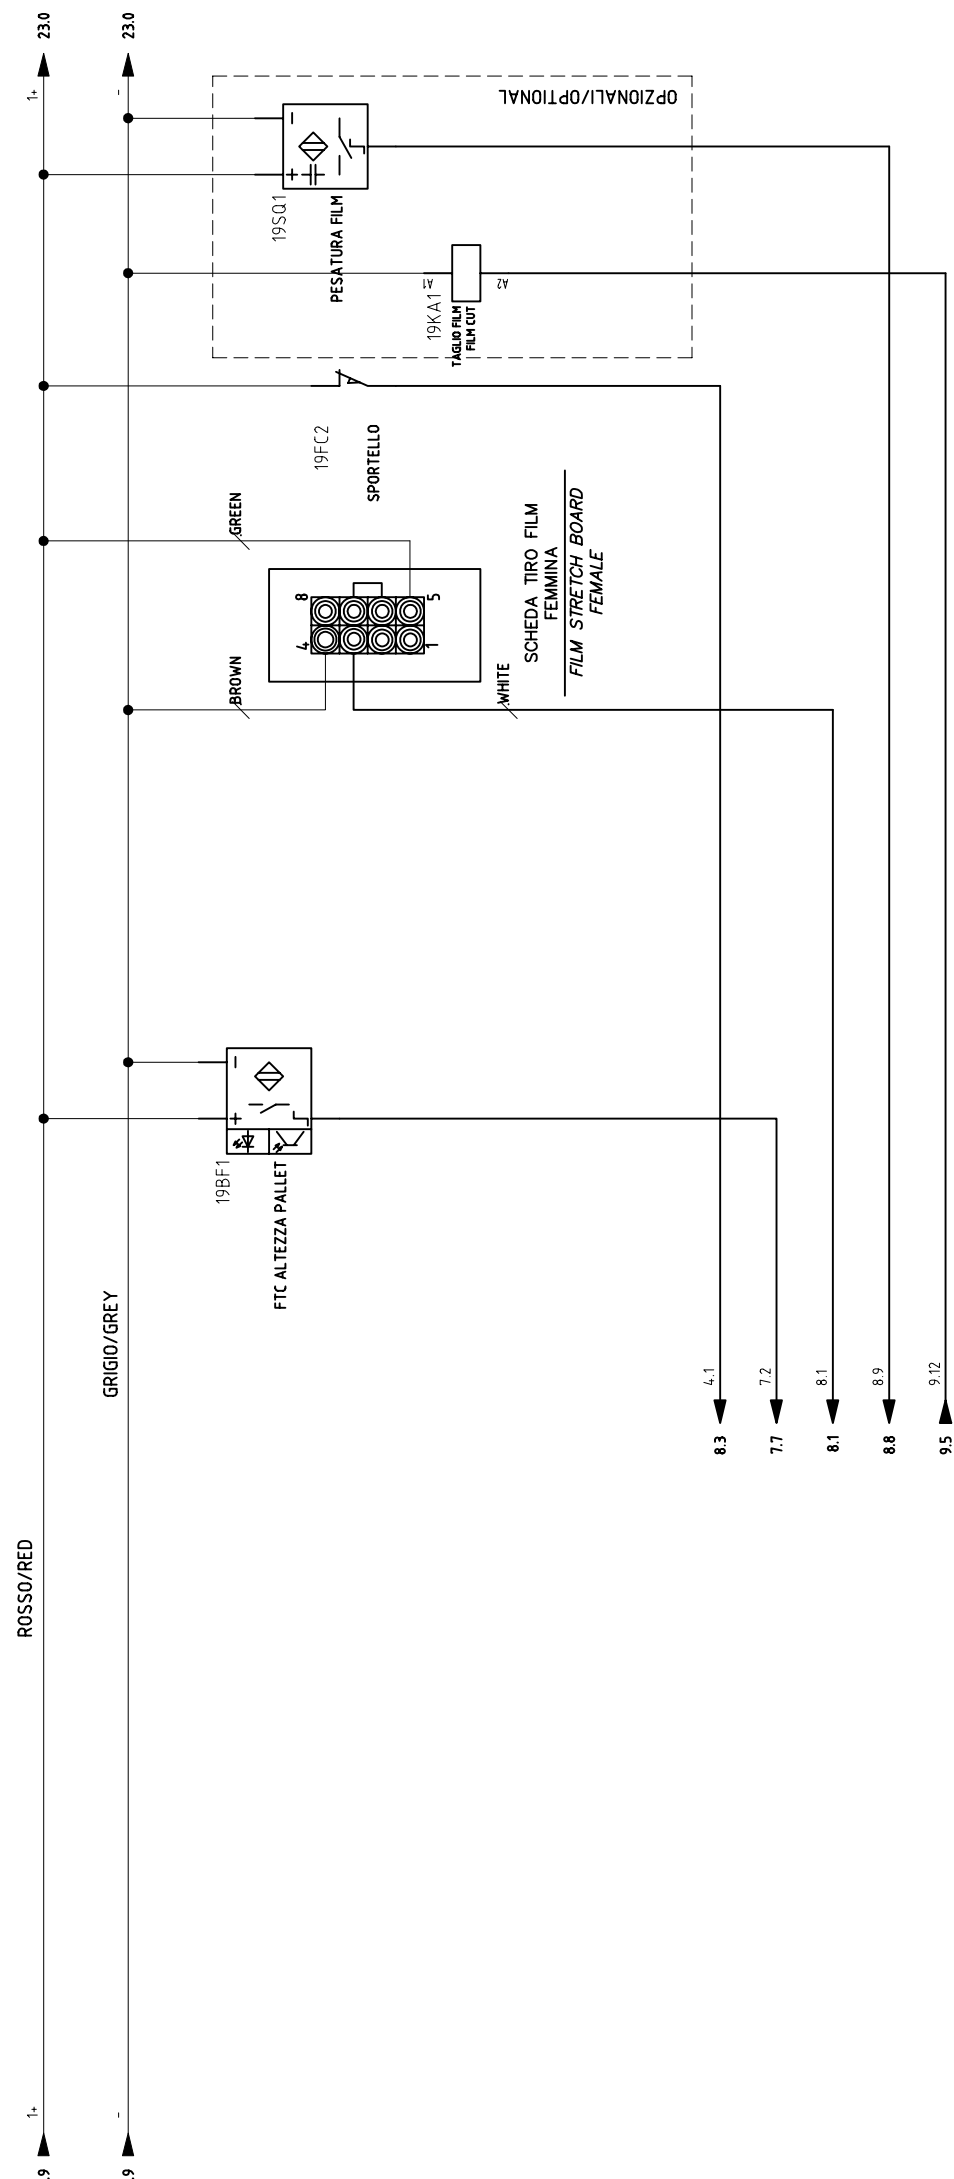 23.0
23.0
1+
-
OPZIONALI/OPTIONAL
19SQ1
PESATURA FILM
A1
A2
19KA1
TAGLIO FILM
FILM CUT
19FC2
SPORTELLO
GREEN
8
5
4
1
BROWN
WHITE
SCHEDA TIRO FILM
FEMMINA
FILM STRETCH BOARD
FEMALE
19BF1
FTC ALTEZZA PALLET
GRIGIO/GREY
ROSSO/RED
4.1
7.2
8.1
8.9
9.12
8.3
7.7
8.1
8.8
9.5
1+
-
.9
.9